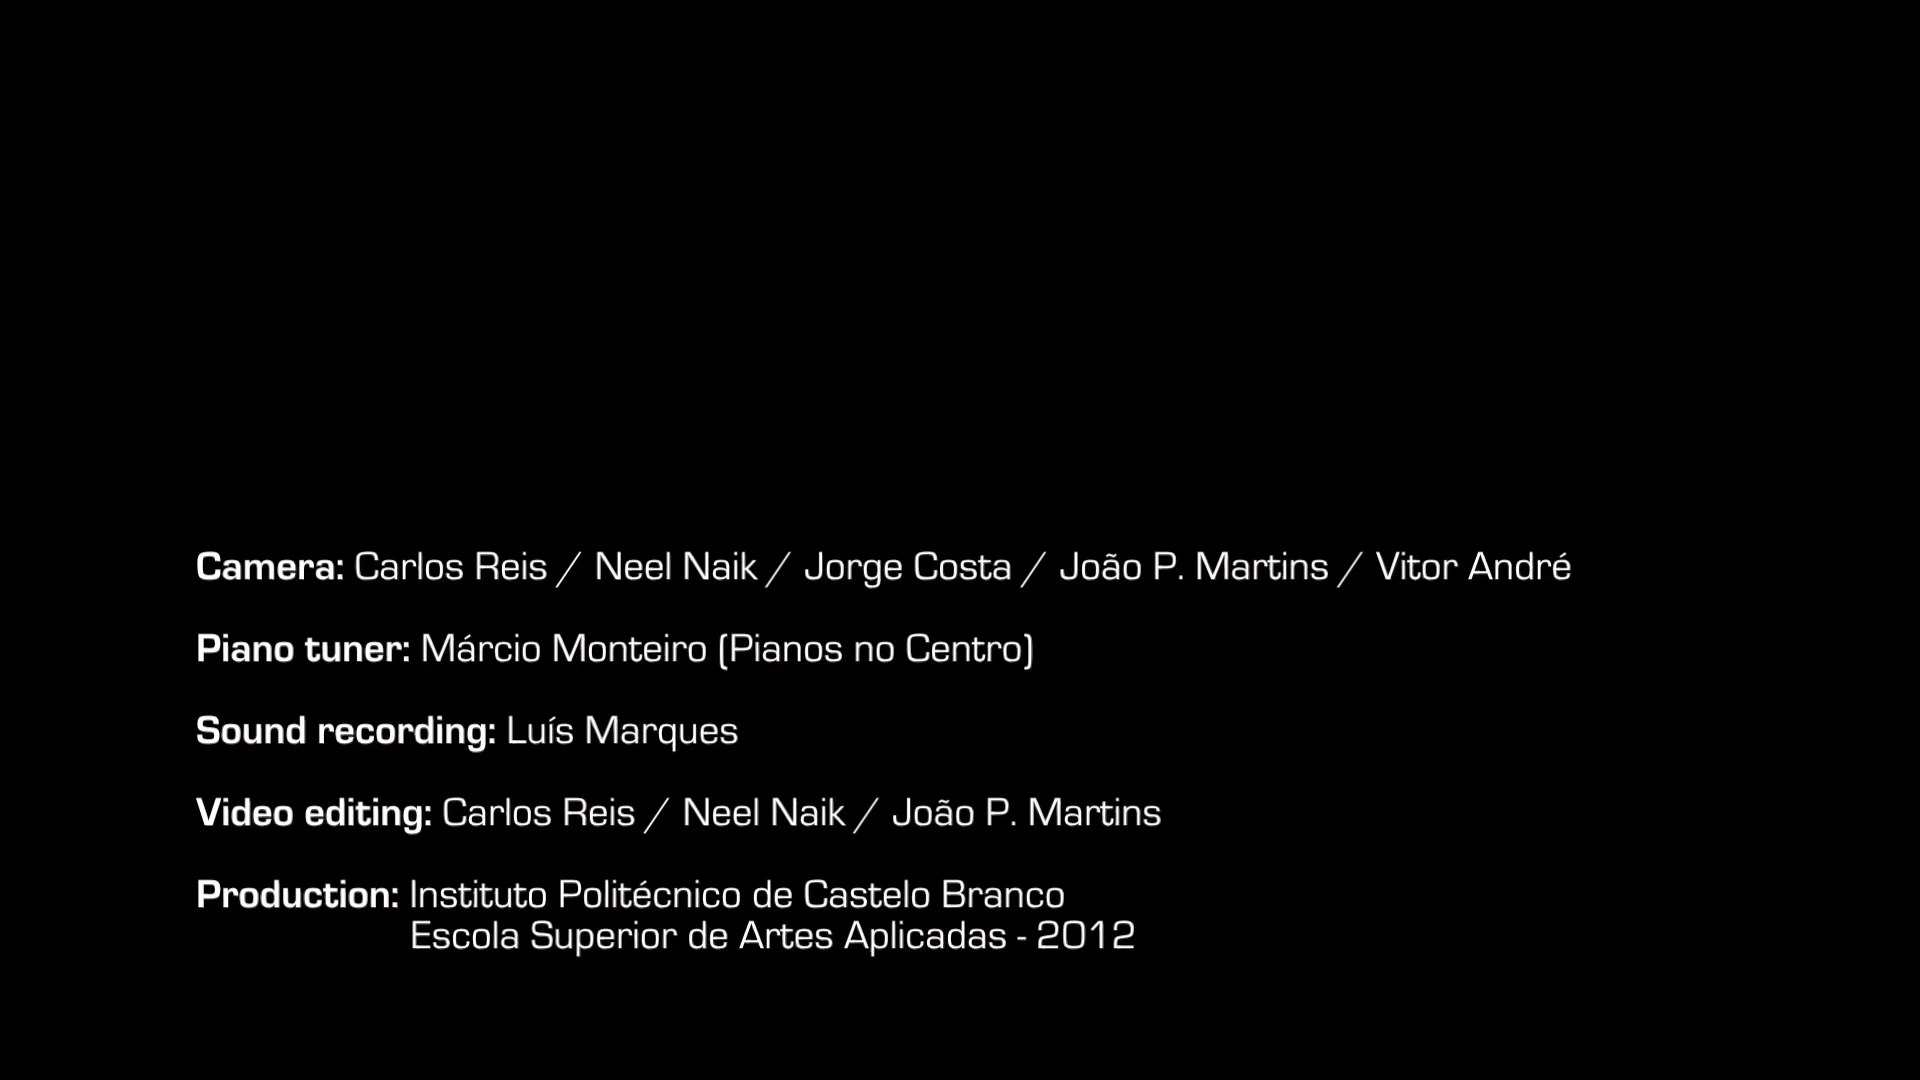 Camera: Carlos Reis / Neel Naik / Jorge Costa / João P. Martins / Vitor André
Piano tuner: Márcio Monteiro (Pianos no Centro)
Sound recording: Luís Marques
Video editing: Carlos Reis / Neel Naik / João P. Martins
Production: Instituto Politécnico de Castelo Branco
Escola Superior de Artes Aplicadas - 2012